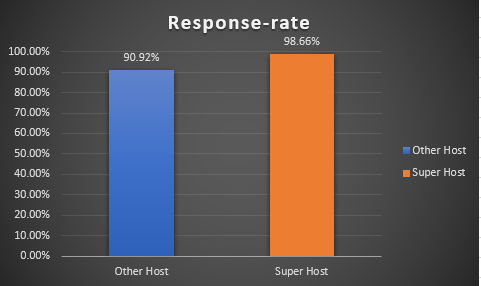 Response-rate
98.66%
100.00%
90.92%
90.00%
80.00%
70.00%
60.00%
50.00%
40.00%
30.00%
20.00%
10.00%
0.00%
Other Host
Super Host
Other Host
Super Host